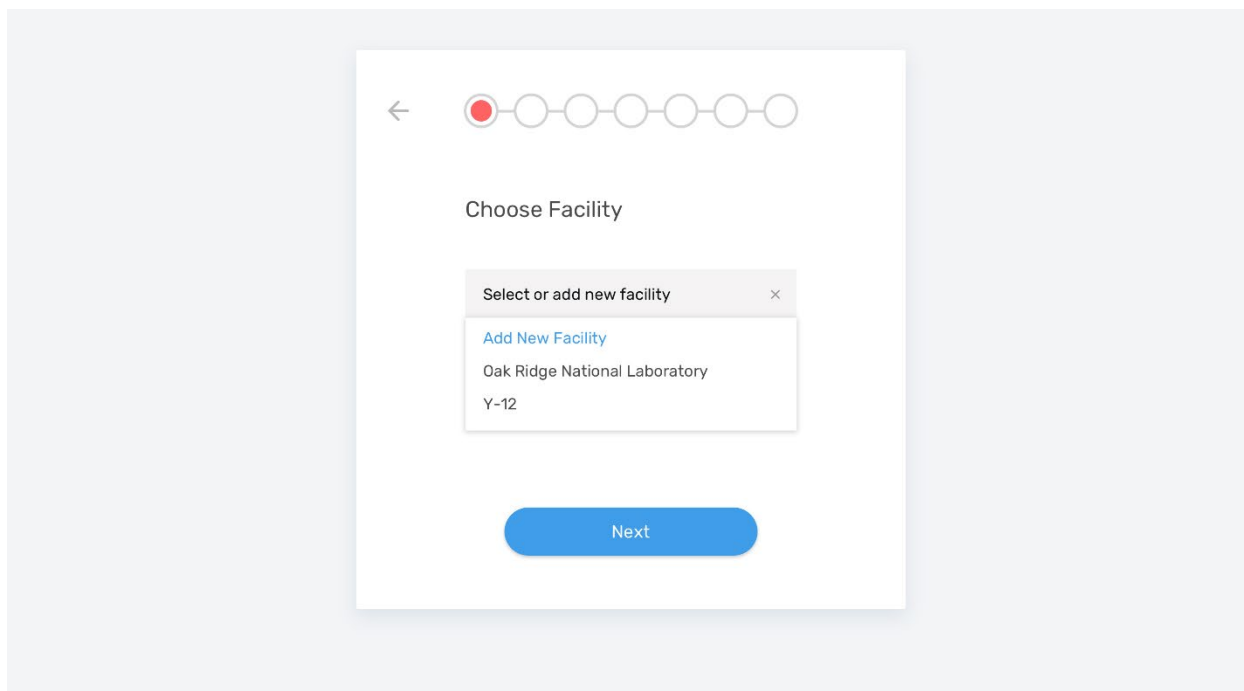 Choose Facility
Select or add new facility
Add New Facility
Oak Ridge National Laboratory
Y-12
Next